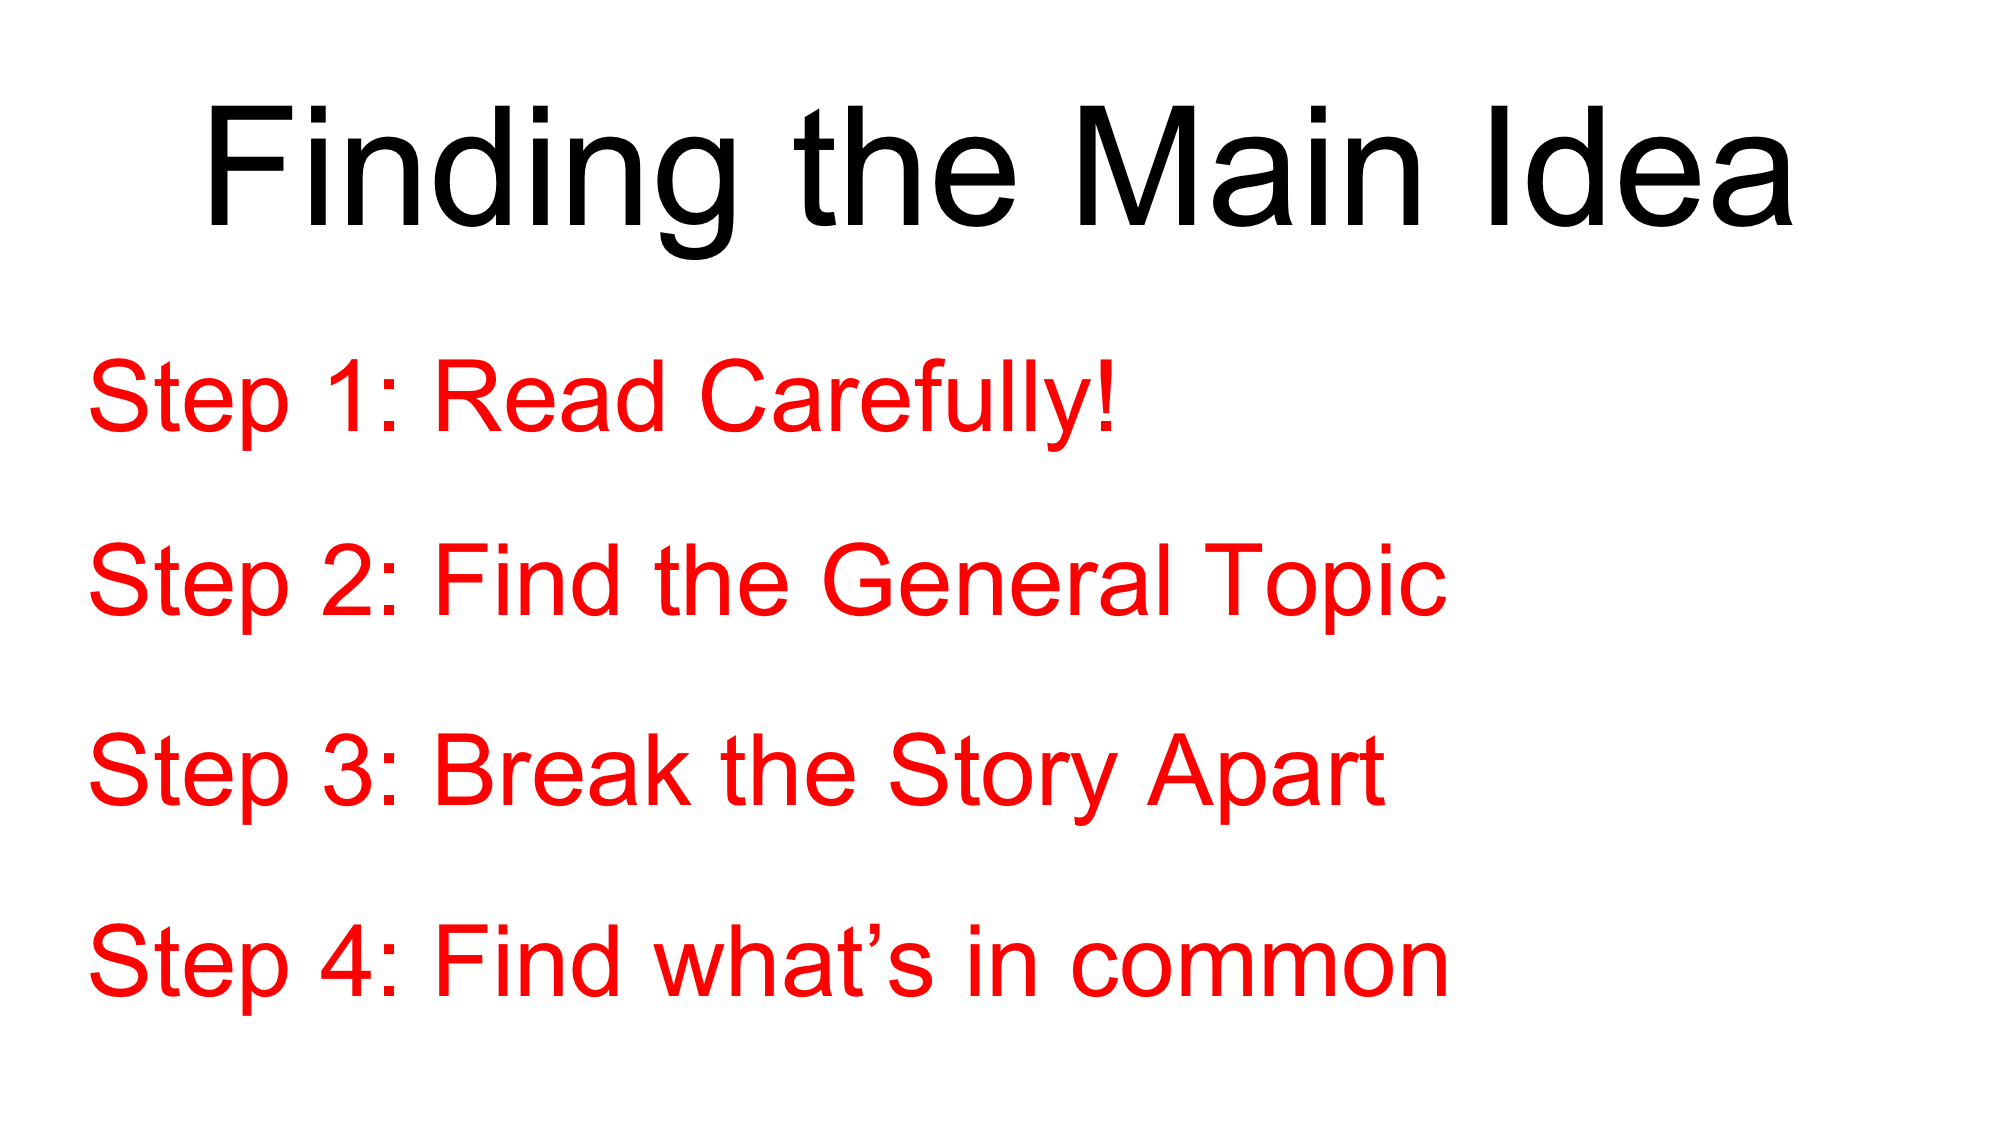 Finding the Main Idea
Step 1: Read Carefully!
Step 2: Find the General Topic
Step 3: Break the Story Apart
Step 4: Find what’s in common